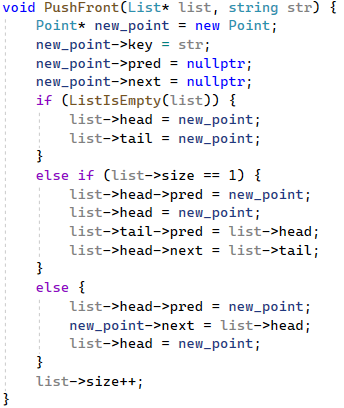 void PushFront(List* list, string str) {
    Point* new_point = new Point;
    new_point->key = str;
    new_point->pred = nullptr;
    new_point->next = nullptr;
    if (ListIsEmpty(list)) {
        list->head = new_point;
        list->tail = new_point;
    }
    else if (list->size == 1) {
        list->head->pred = new_point;
        list->head = new_point;
        list->tail->pred = list->head;
        list->head->next = list->tail;
    }
    else {
        list->head->pred = new_point;
        new_point->next = list->head;
        list->head = new_point;
    }
    list->size++;
}